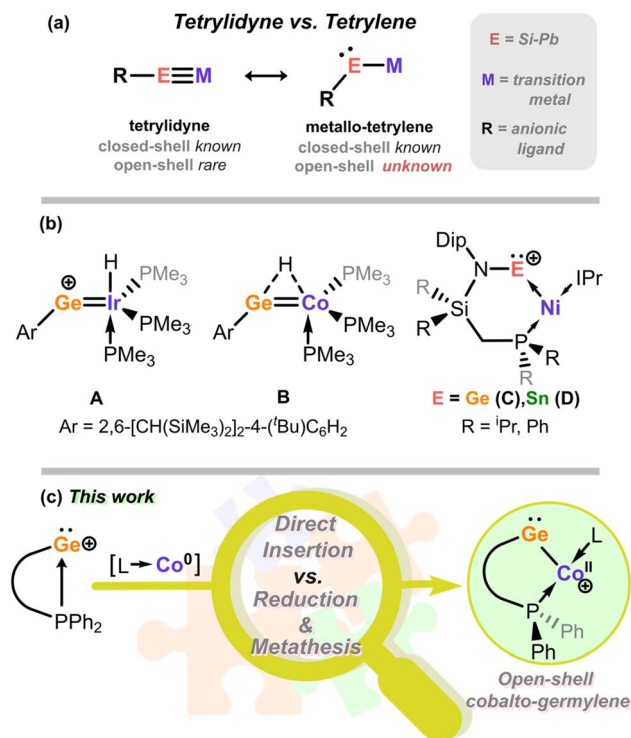 (a)
Tetrylidyne vs. Tetrylene
R–E≡M
R E–M
tetrylidyne
closed-shell known
open-shell rare
metallo-tetrylene
closed-shell known
open-shell unknown
E = Si-Pb
M = transition
metal
R = anionic
ligand
(b)
⊕
H
Ge=Ir
PMe3
PMe3
PMe3
Ar
A
H
Ge=Co
PMe3
PMe3
PMe3
Ar
B
Ar = 2,6-[CH(SiMe3)2]2-4-(tBu)C6H2
Dip
N–E ⊕
IPr
Ni
R
Si
R
P
R
R
E = Ge (C),Sn (D)
R = iPr, Ph
(c) This work
Ge ⊕
PPh2
[L→Co0]
Direct
Insertion
vs.
Reduction
&
Metathesis
Ge
L
CoII
⊕
P
Ph
Ph
Open-shell
cobalto-germylene